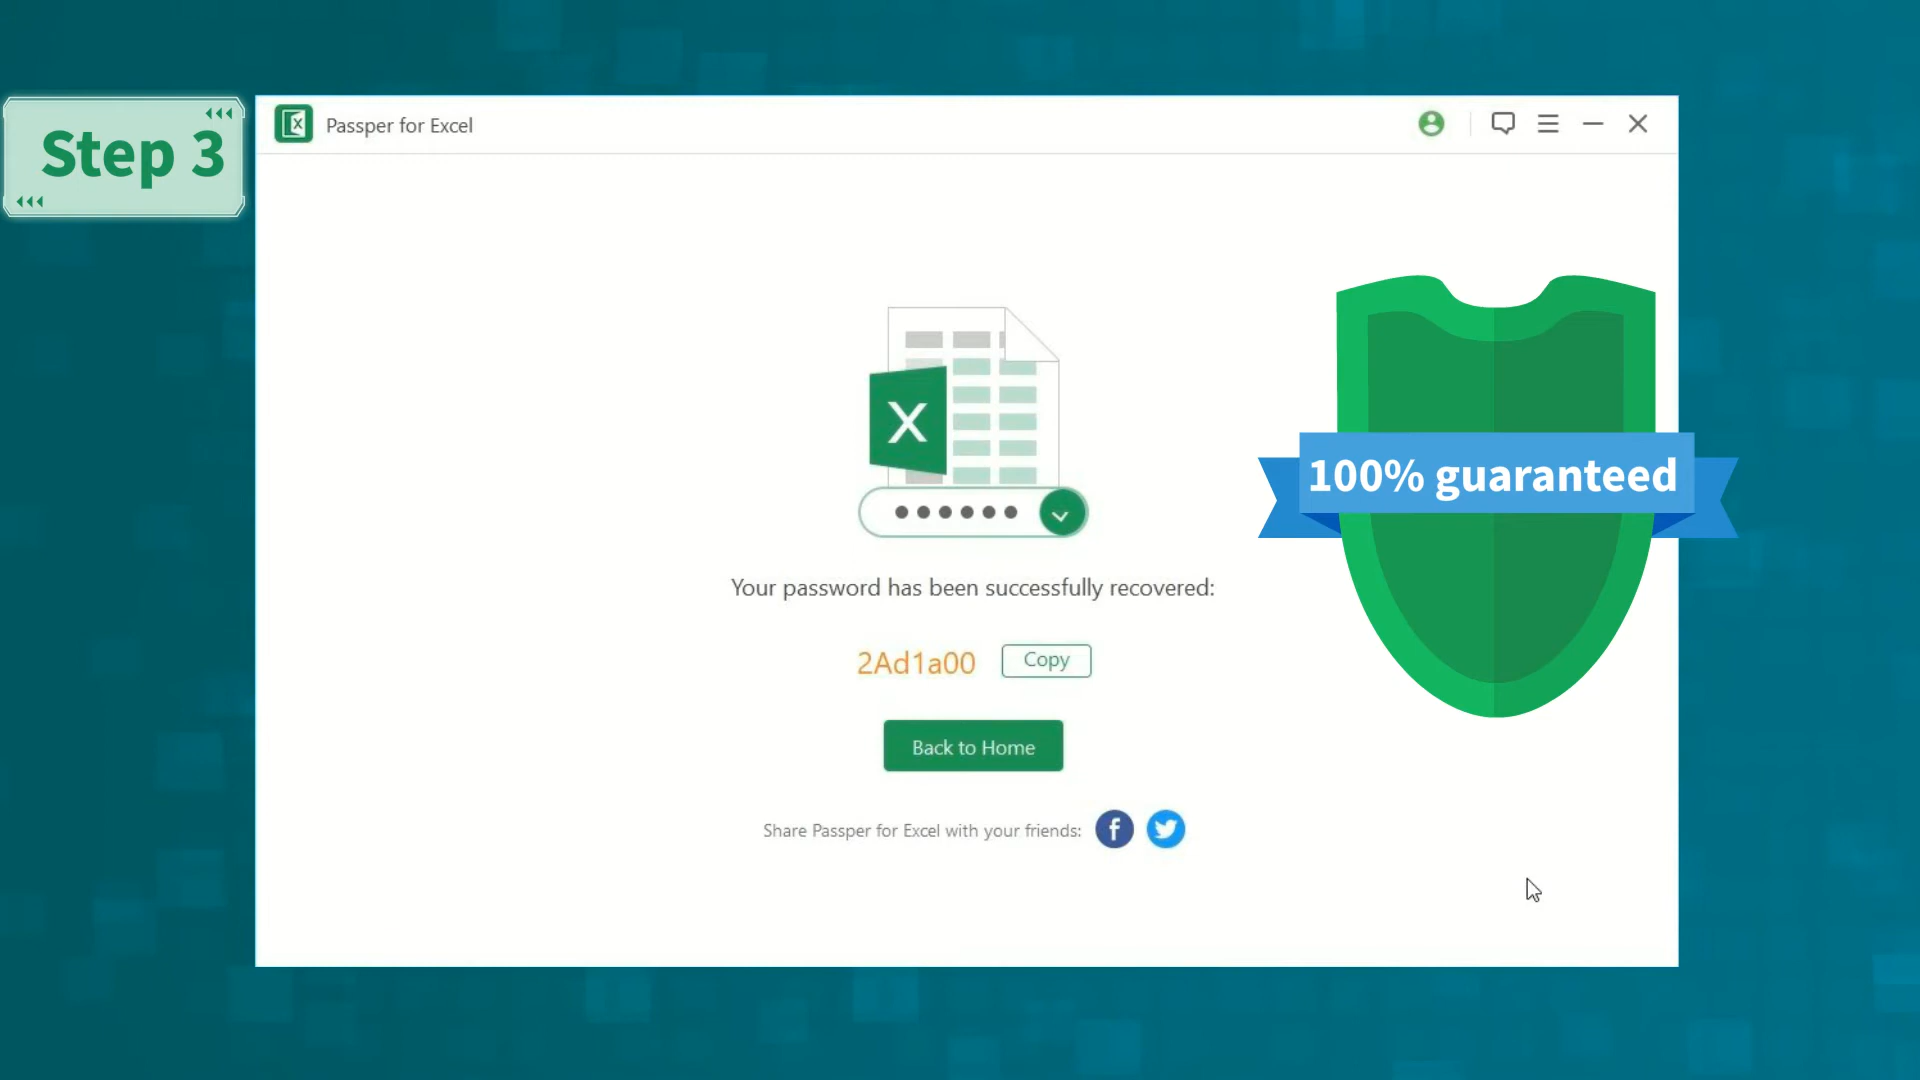 Step 3
Passper for Excel
X
X
100% guaranteed
Your password has been successfully recovered:
2Ad1a00
Copy
Back to Home
Share Passper for Excel with your friends:
f